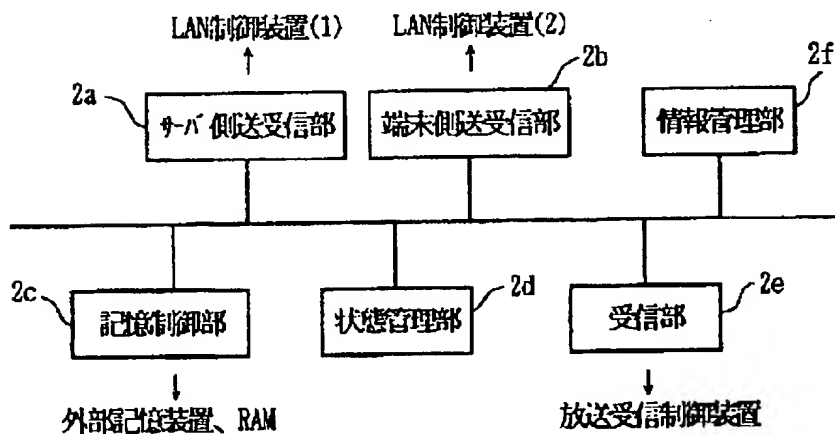 LAN制御装置(1)
LAN制御装置(2)
2a
2b
2f
サーバ側送受信部
端末側送受信部
情報管理部
2c
2d
2e
記憶制御部
状態管理部
受信部
外部記憶装置、RAM
放送受信制御装置